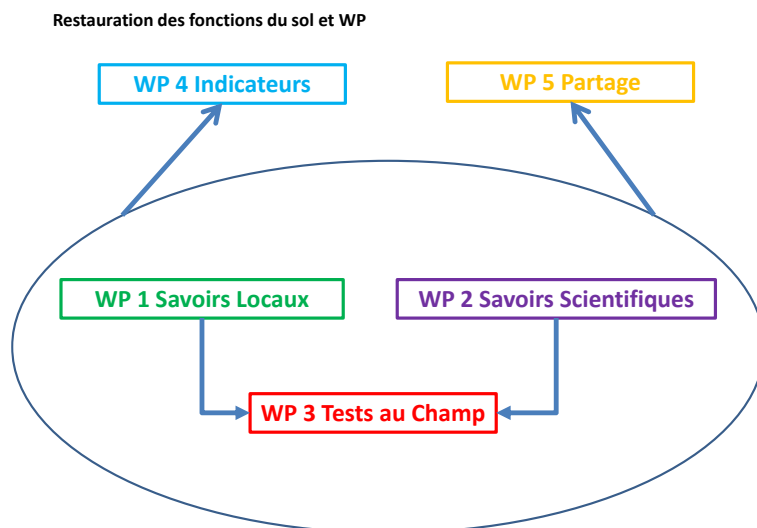 Restauration des fonctions du sol et WP
WP 4 Indicateurs
WP 5 Partage
WP 1 Savoirs Locaux
WP 2 Savoirs Scientifiques
WP 3 Tests au Champ